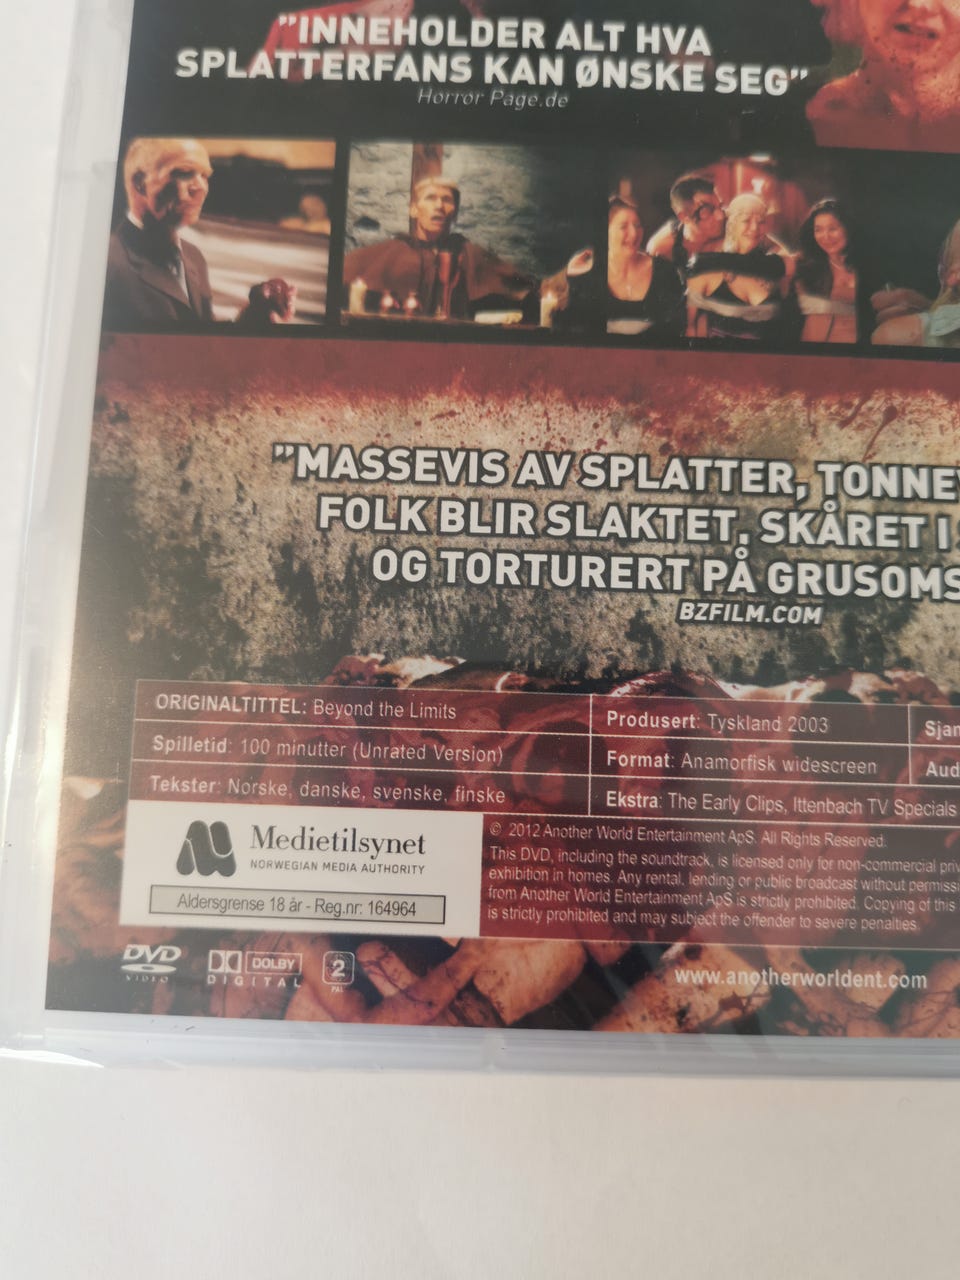 "INNEHOLDER ALT HVA
SPLATTERFANS KAN ØNSKE SEG"
Horror Page.de
"MASSEVIS AV SPLATTER, TONNE
FOLK BLIR SLAKTET, SKÅRET I
OG TORTURERT PÅ GRUSOMS
BZFILM.COM
ORIGINALTITTEL: Beyond the Limits
Produsert: Tyskland 2003
Sjan
Spilletid: 100 minutter (Unrated Version)
Format: Anamorfisk widescreen
Aud
Tekster: Norske, danske, svenske, finske
Ekstra: The Early Clips, Ittenbach TV Specials
Medietilsynet
NORWEGIAN MEDIA AUTHORITY
Aldersgrense 18 år - Reg.nr: 164964
© 2012 Another World Entertainment ApS. All Rights Reserved.
This DVD, including the soundtrack, is licensed only for non-commercial priv
exhibition in homes. Any rental, lending or public broadcast without permissi
from Another World Entertainment ApS is strictly prohibited. Copying of this
is strictly prohibited and may subject the offender to severe penalties.
DVD
VIDEO
DOLBY
DIGITAL
2
PAL
www.anotherworldent.com